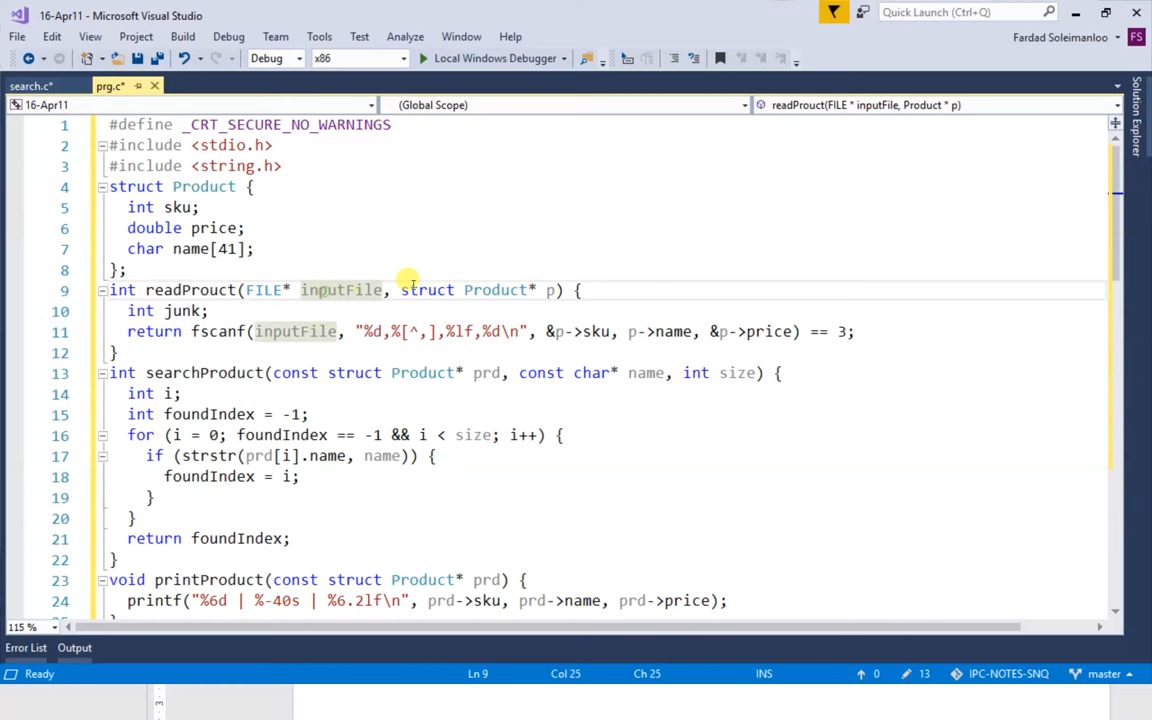 16-Apr11 - Microsoft Visual Studio
Quick Launch (Ctrl+Q)
File Edit View Project Build Debug Team Tools Test Analyze Window Help
Fardad Soleimanloo FS
Debug x86 Local Windows Debugger
search.c* prg.c*
16-Apr11 (Global Scope) readProuct(FILE * inputFile, Product * p)
1 #define _CRT_SECURE_NO_WARNINGS
2 #include <stdio.h>
3 #include <string.h>
4 struct Product {
5 int sku;
6 double price;
7 char name[41];
8 };
9 int readProuct(FILE* inputFile, struct Product* p) {
10 int junk;
11 return fscanf(inputFile, "%d,%[^,],%lf,%d\n", &p->sku, p->name, &p->price) == 3;
12 }
13 int searchProduct(const struct Product* prd, const char* name, int size) {
14 int i;
15 int foundIndex = -1;
16 for (i = 0; foundIndex == -1 && i < size; i++) {
17 if (strstr(prd[i].name, name)) {
18 foundIndex = i;
19 }
20 }
21 return foundIndex;
22 }
23 void printProduct(const struct Product* prd) {
24 printf("%6d | %-40s | %6.2lf\n", prd->sku, prd->name, prd->price);
115 %
Error List Output
Ready Ln 9 Col 25 Ch 25 INS 0 13 IPC-NOTES-SNQ master
3
Solution Explorer